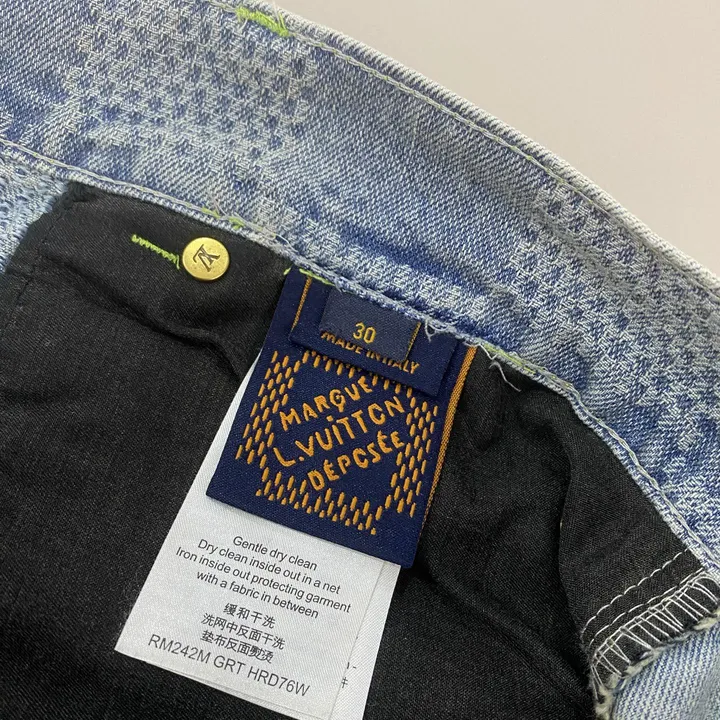 30
MADE IN ITALY
MARQUE
L.VUITTON
DÉPOSÉE
Gentle dry clean
Dry clean inside out in a net
Iron inside out protecting garment
with a fabric in between
缓和干洗
洗网中反面干洗
垫布反面熨烫
RM242M GRT HRD76W
件